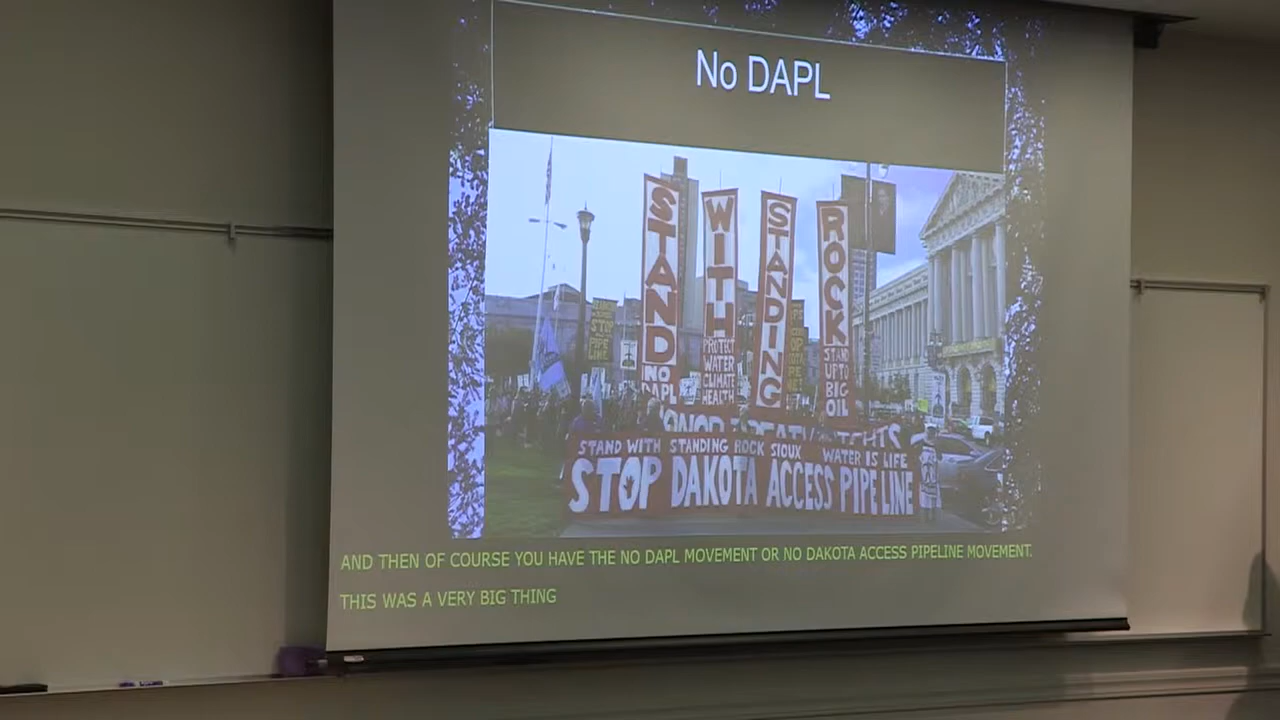 No DAPL
STAND
NO
DAPL
WITH
PROTECT
WATER
CLIMATE
HEALTH
STANDING
ROCK
STAND
UP TO
BIG
OIL
STOP
PIPE
LINE
STAND WITH STANDING ROCK SIOUX WATER IS LIFE
STOP DAKOTA ACCESS PIPELINE
AND THEN OF COURSE YOU HAVE THE NO DAPL MOVEMENT OR NO DAKOTA ACCESS PIPELINE MOVEMENT.
THIS WAS A VERY BIG THING